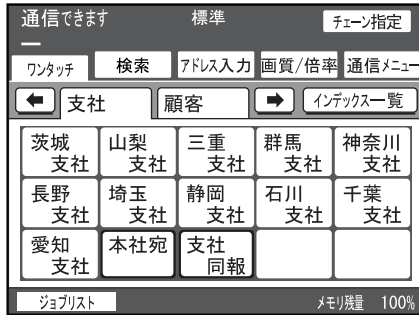 通信できます 標準 チェーン指定
ワンタッチ 検索 アドレス入力 画質/倍率 通信メニュー
支社 顧客 インデックス一覧
茨城 山梨 三重 群馬 神奈川
支社 支社 支社 支社 支社
長野 埼玉 静岡 石川 千葉
支社 支社 支社 支社 支社
愛知 本社宛 支社
支社 同報
ジョブリスト メモリ残量 100%